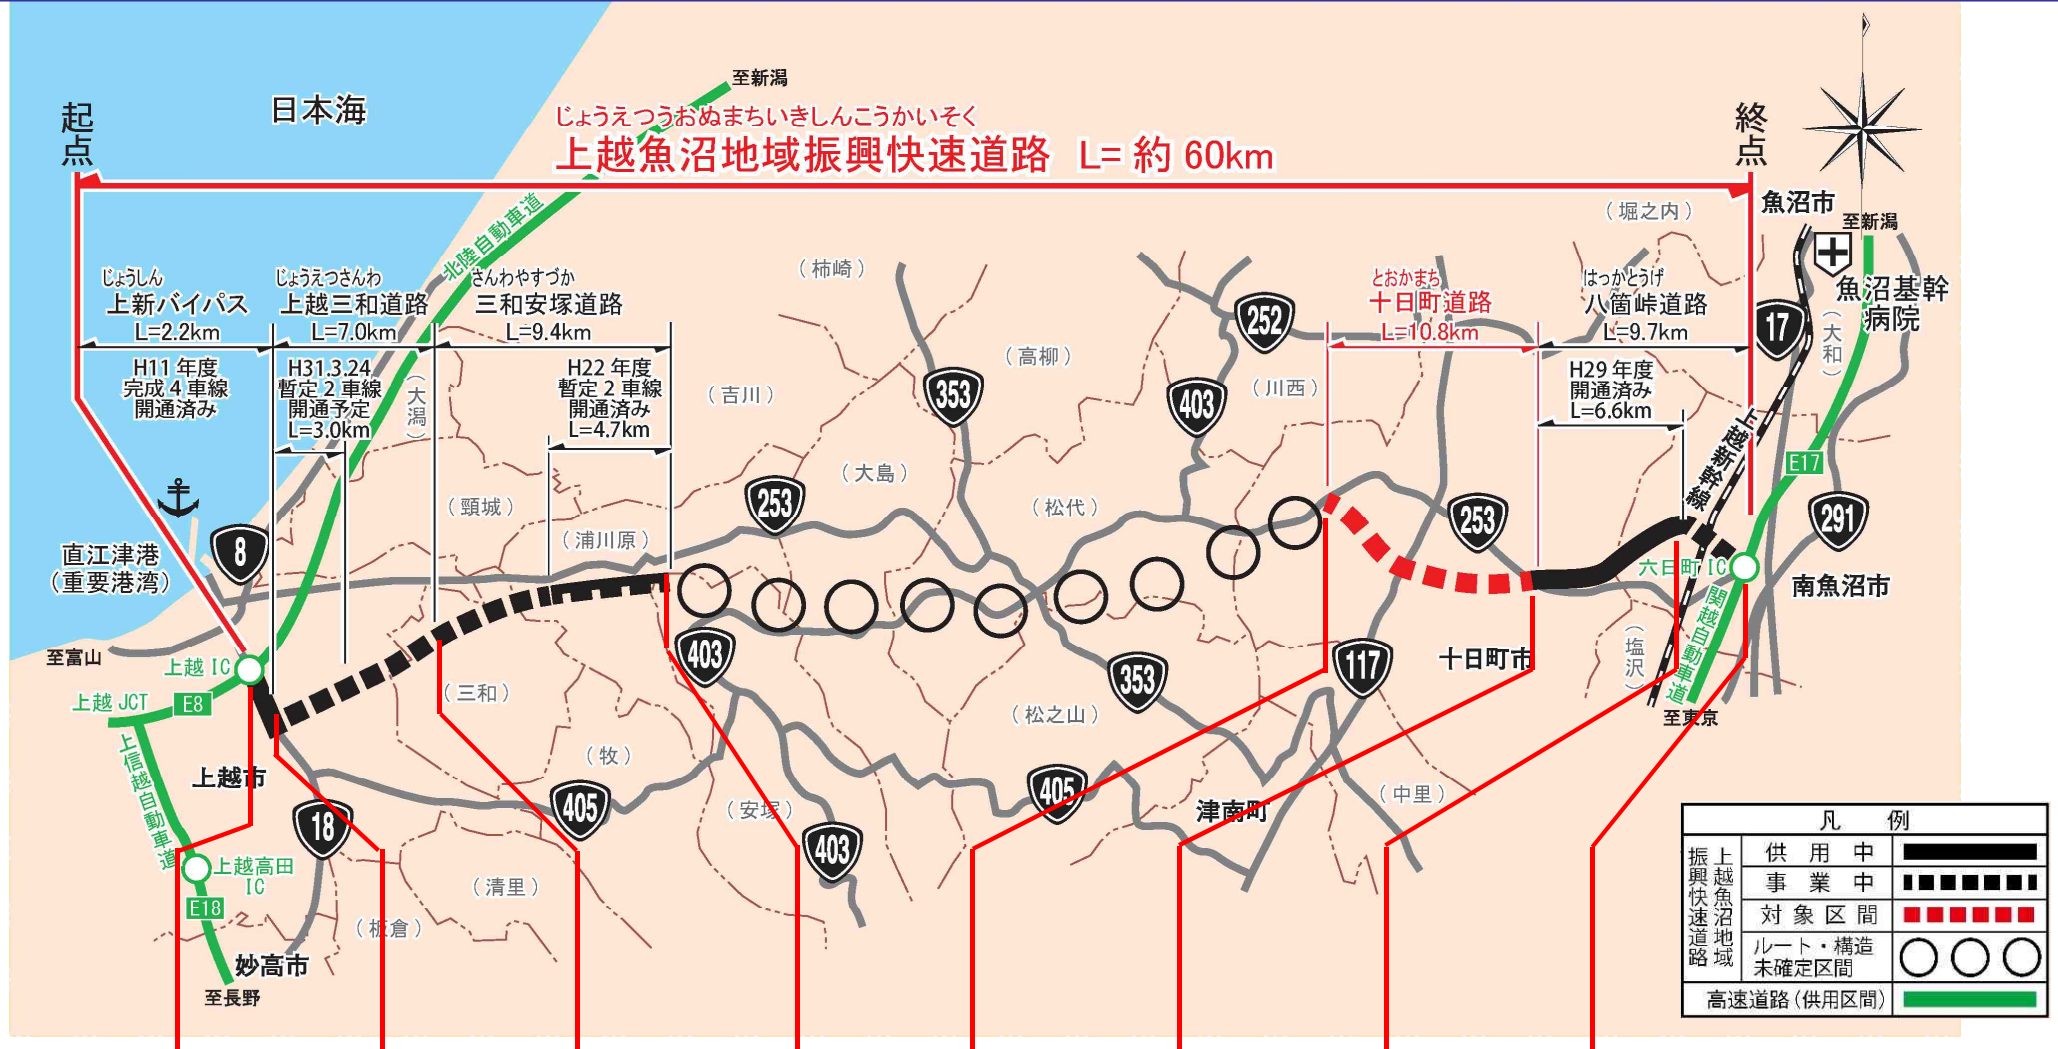 至新潟
起点
日本海
じょうえつうおぬまちいきしんこうかいそく
上越魚沼地域振興快速道路 L= 約 60km
終点
魚沼市
至新潟
(堀之内)
北陸自動車道
じょうしん
上新バイパス
L=2.2km
H11 年度
完成 4 車線
開通済み
じょうえつさんわ
上越三和道路
L=7.0km
H31.3.24
暫定 2 車線
開通予定
L=3.0km
さんわやすづか
三和安塚道路
L=9.4km
H22 年度
暫定 2 車線
開通済み
L=4.7km
(柿崎)
(高柳)
(吉川)
(大潟)
353
252
403
(川西)
とおかまち
十日町道路
L=10.8km
はっかとうげ
八箇峠道路
L=9.7km
H29 年度
開通済み
L=6.6km
17
魚沼基幹
病院
(大和)
上越新幹線
E17
291
(大島)
253
(頸城)
(浦川原)
(松代)
253
8
直江津港
(重要港湾)
至富山
上越 IC
上越 JCT
E8
六日町 IC
関越自動車道
南魚沼市
(塩沢)
至東京
403
353
117
十日町市
(三和)
(松之山)
(牧)
上信越自動車道
上越市
18
405
(安塚)
403
405
津南町
(中里)
上越高田
IC
E18
(清里)
(板倉)
妙高市
至長野
凡 例
上越魚沼地域
振興快速道路
供 用 中
事 業 中
対 象 区 間
ルート・構造
未確定区間
高速道路(供用区間)